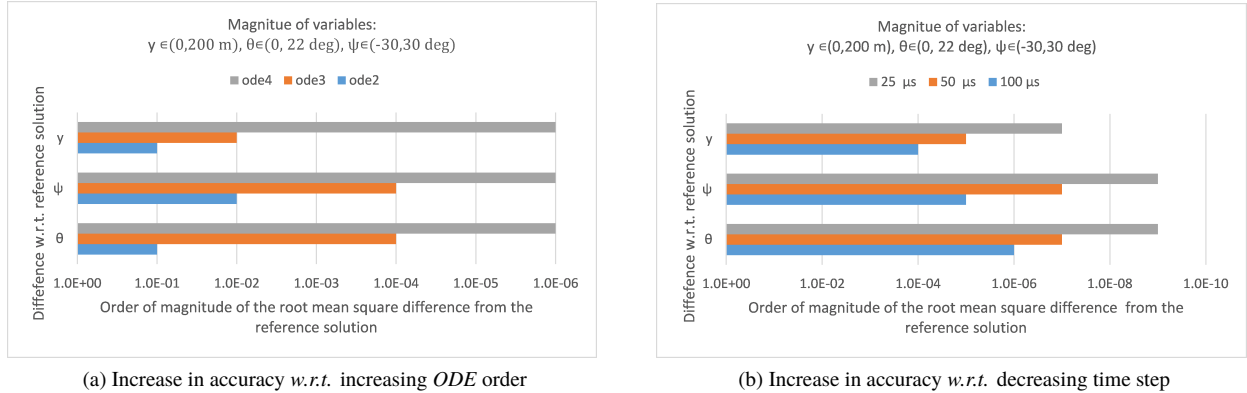 Magnitue of variables:
y ∈(0,200 m), θ∈(0, 22 deg), ψ∈(-30,30 deg)
ode4 ode3 ode2
Diffefence w.r.t. reference solution
y
ψ
θ
1.0E+00 1.0E-01 1.0E-02 1.0E-03 1.0E-04 1.0E-05 1.0E-06
Order of magnitude of the root mean square difference from the
reference solution
(a) Increase in accuracy w.r.t. increasing ODE order
Magnitue of variables:
y ∈(0,200 m), θ∈(0, 22 deg), ψ∈(-30,30 deg)
25 μs 50 μs 100 μs
Diffefence w.r.t. reference solution
y
ψ
θ
1.0E+00 1.0E-02 1.0E-04 1.0E-06 1.0E-08 1.0E-10
Order of magnitude of the root mean square difference from the
reference solution
(b) Increase in accuracy w.r.t. decreasing time step